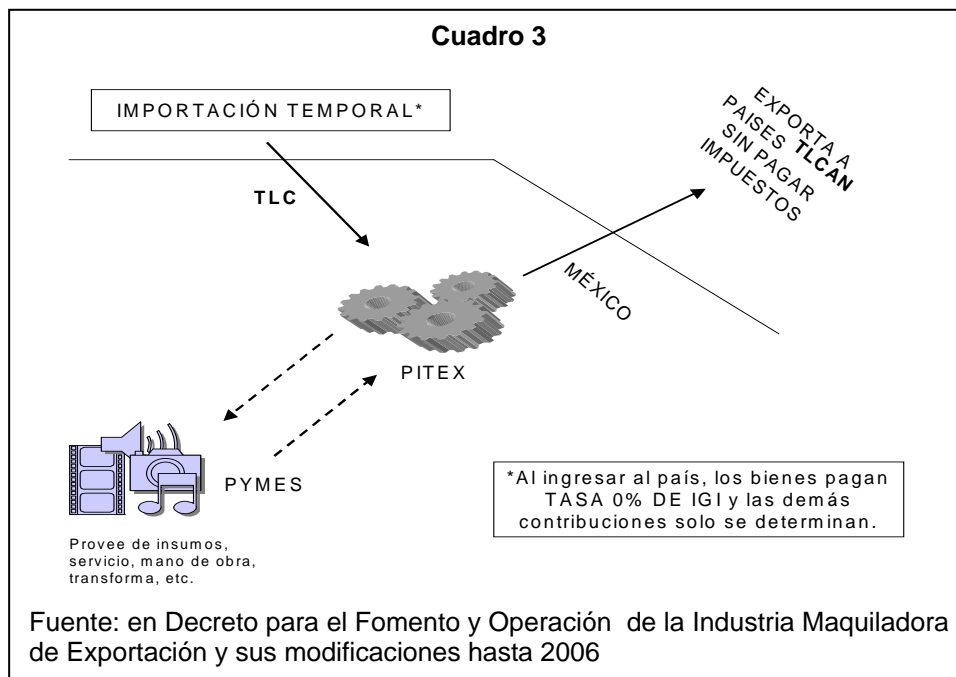 Cuadro 3
IMPORTACIÓN TEMPORAL*
EXPORTA A
PAISES TLCAN
SIN PAGAR
IMPUESTOS
TLC
MÉXICO
PITEX
PYMES
Provee de insumos,
servicio, mano de obra,
transforma, etc.
*Al ingresar al país, los bienes pagan
TASA 0% DE IGI y las demás
contribuciones solo se determinan.
Fuente: en Decreto para el Fomento y Operación de la Industria Maquiladora
de Exportación y sus modificaciones hasta 2006